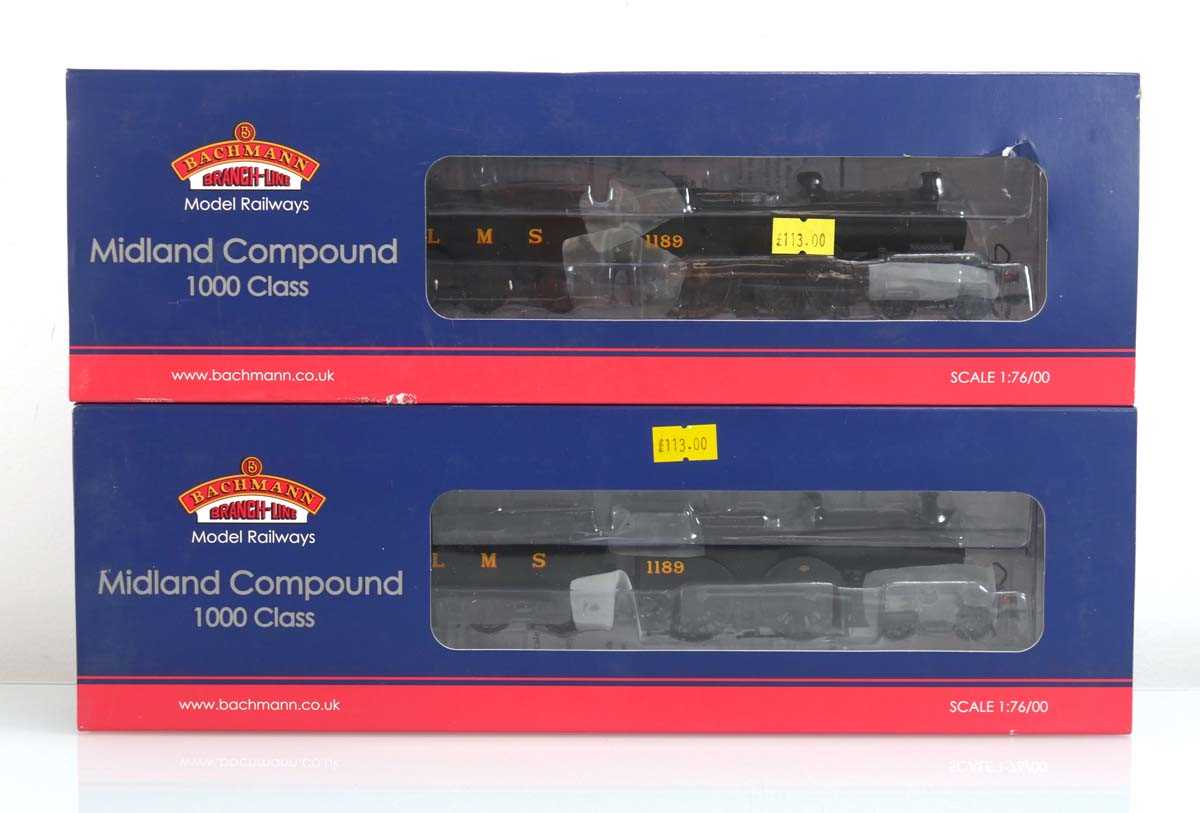 BACHMANN
BRANCH-LINE
Model Railways
Midland Compound
1000 Class
L M S
1189
£113.00
www.bachmann.co.uk
SCALE 1:76/00
£113.00
BACHMANN
BRANCH-LINE
Model Railways
Midland Compound
1000 Class
L M S
1189
www.bachmann.co.uk
SCALE 1:76/00